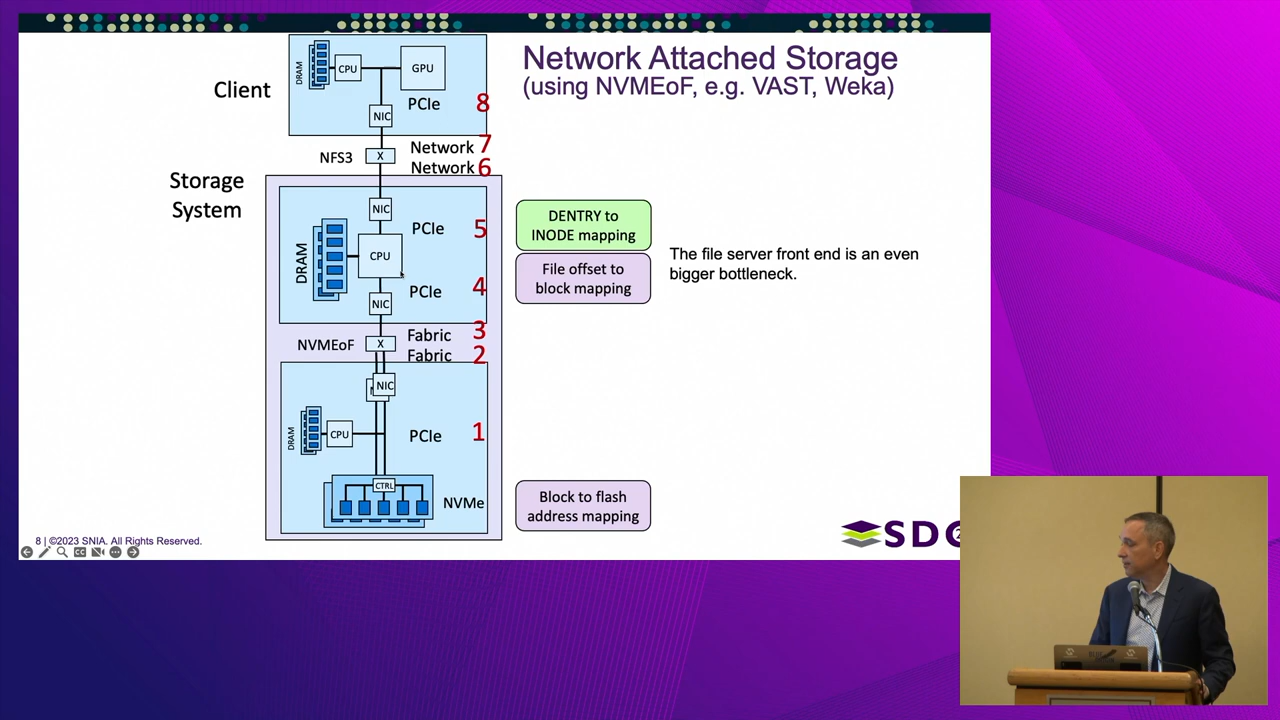 Network Attached Storage
(using NVMEoF, e.g. VAST, Weka)
Client
DRAM
CPU
GPU
PCIe
8
NIC
NFS3
X
Network
7
Network
6
Storage
System
NIC
PCIe
5
DRAM
CPU
PCIe
4
NIC
DENTRY to
INODE mapping
File offset to
block mapping
The file server front end is an even
bigger bottleneck.
NVMEoF
X
Fabric
3
Fabric
2
NIC
DRAM
CPU
PCIe
1
CTRL
NVMe
Block to flash
address mapping
8 | ©2023 SNIA. All Rights Reserved.
SDC